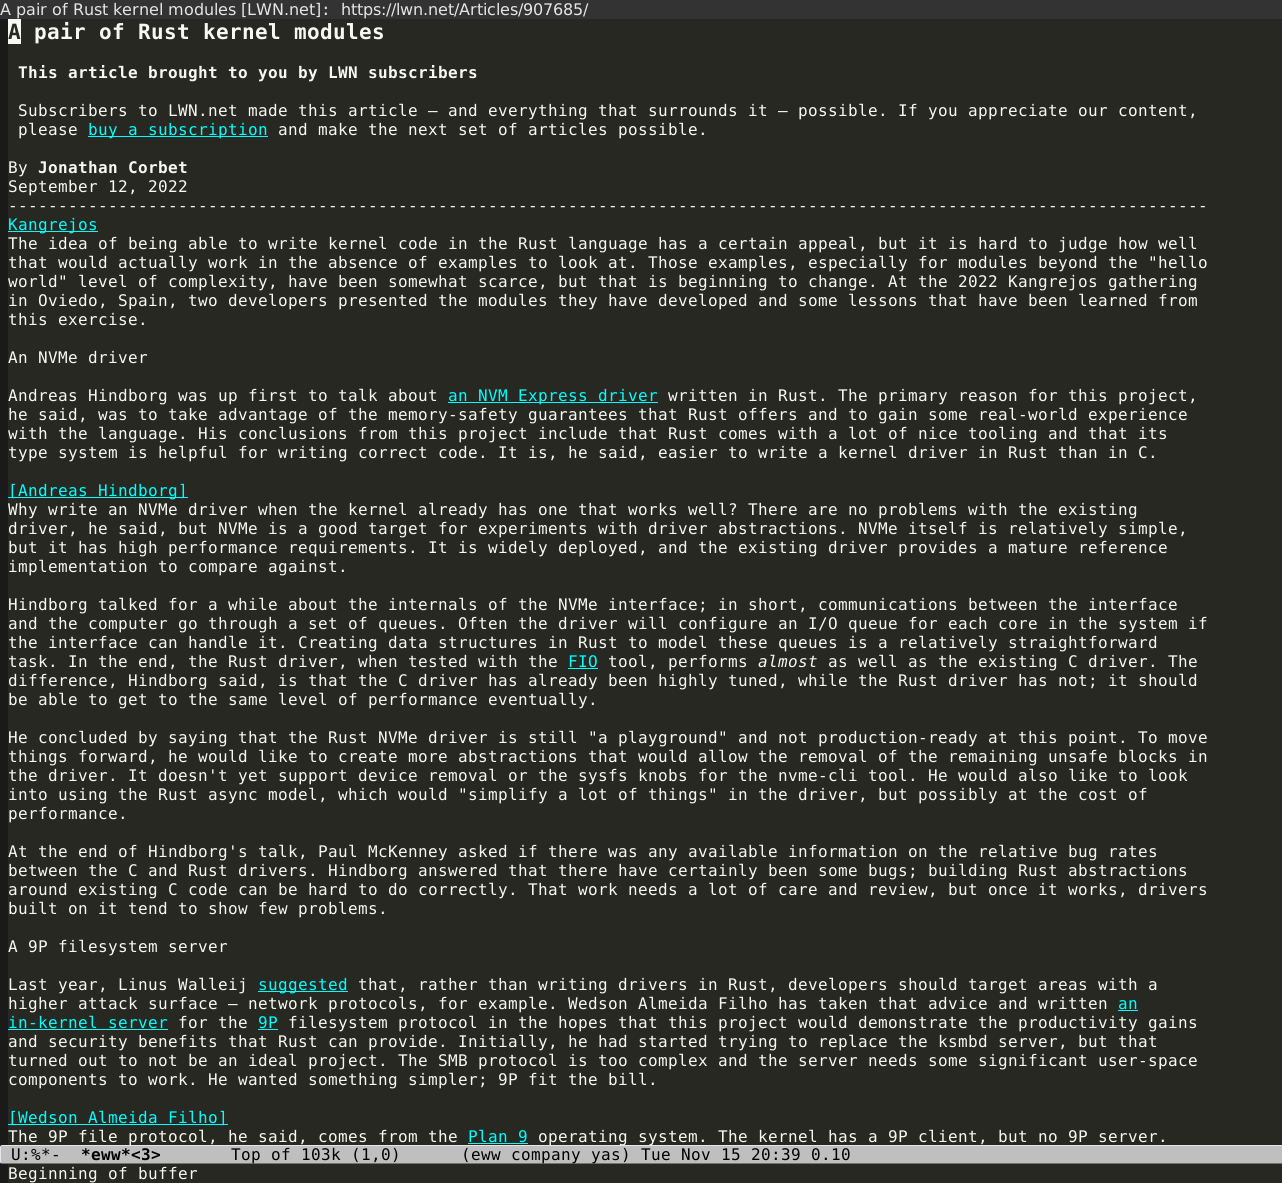 A pair of Rust kernel modules [LWN.net]: https://lwn.net/Articles/907685/
A pair of Rust kernel modules
This article brought to you by LWN subscribers
Subscribers to LWN.net made this article — and everything that surrounds it — possible. If you appreciate our content,
please buy a subscription and make the next set of articles possible.
By Jonathan Corbet
September 12, 2022
------------------------------------------------------------------------------------------------------------------------
Kangrejos
The idea of being able to write kernel code in the Rust language has a certain appeal, but it is hard to judge how well
that would actually work in the absence of examples to look at. Those examples, especially for modules beyond the "hello
world" level of complexity, have been somewhat scarce, but that is beginning to change. At the 2022 Kangrejos gathering
in Oviedo, Spain, two developers presented the modules they have developed and some lessons that have been learned from
this exercise.
An NVMe driver
Andreas Hindborg was up first to talk about an NVM Express driver written in Rust. The primary reason for this project,
he said, was to take advantage of the memory-safety guarantees that Rust offers and to gain some real-world experience
with the language. His conclusions from this project include that Rust comes with a lot of nice tooling and that its
type system is helpful for writing correct code. It is, he said, easier to write a kernel driver in Rust than in C.
[Andreas Hindborg]
Why write an NVMe driver when the kernel already has one that works well? There are no problems with the existing
driver, he said, but NVMe is a good target for experiments with driver abstractions. NVMe itself is relatively simple,
but it has high performance requirements. It is widely deployed, and the existing driver provides a mature reference
implementation to compare against.
Hindborg talked for a while about the internals of the NVMe interface; in short, communications between the interface
and the computer go through a set of queues. Often the driver will configure an I/O queue for each core in the system if
the interface can handle it. Creating data structures in Rust to model these queues is a relatively straightforward
task. In the end, the Rust driver, when tested with the FIO tool, performs almost as well as the existing C driver. The
difference, Hindborg said, is that the C driver has already been highly tuned, while the Rust driver has not; it should
be able to get to the same level of performance eventually.
He concluded by saying that the Rust NVMe driver is still "a playground" and not production-ready at this point. To move
things forward, he would like to create more abstractions that would allow the removal of the remaining unsafe blocks in
the driver. It doesn't yet support device removal or the sysfs knobs for the nvme-cli tool. He would also like to look
into using the Rust async model, which would "simplify a lot of things" in the driver, but possibly at the cost of
performance.
At the end of Hindborg's talk, Paul McKenney asked if there was any available information on the relative bug rates
between the C and Rust drivers. Hindborg answered that there have certainly been some bugs; building Rust abstractions
around existing C code can be hard to do correctly. That work needs a lot of care and review, but once it works, drivers
built on it tend to show few problems.
A 9P filesystem server
Last year, Linus Walleij suggested that, rather than writing drivers in Rust, developers should target areas with a
higher attack surface — network protocols, for example. Wedson Almeida Filho has taken that advice and written an
in-kernel server for the 9P filesystem protocol in the hopes that this project would demonstrate the productivity gains
and security benefits that Rust can provide. Initially, he had started trying to replace the ksmbd server, but that
turned out to not be an ideal project. The SMB protocol is too complex and the server needs some significant user-space
components to work. He wanted something simpler; 9P fit the bill.
[Wedson Almeida Filho]
The 9P file protocol, he said, comes from the Plan 9 operating system. The kernel has a 9P client, but no 9P server.
U:%*-  *eww*<3>       Top of 103k (1,0)      (eww company yas) Tue Nov 15 20:39 0.10
Beginning of buffer